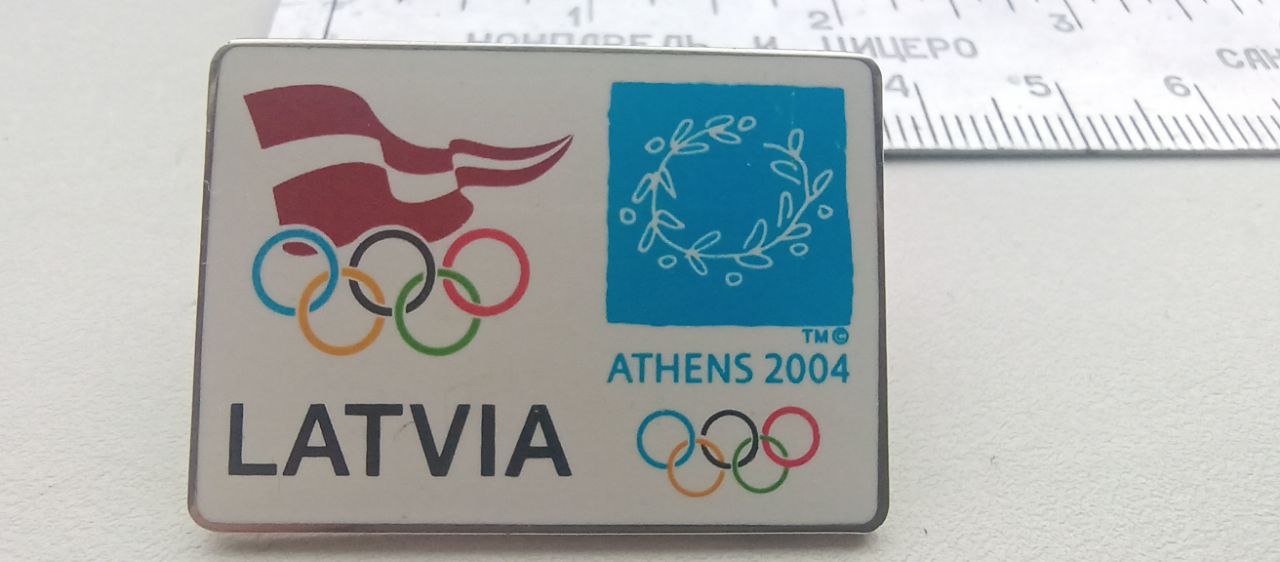 1 2 3
НОНПАРЕЛЬ И ЦИЦЕРО
4 5 6
TM©
ATHENS 2004
LATVIA